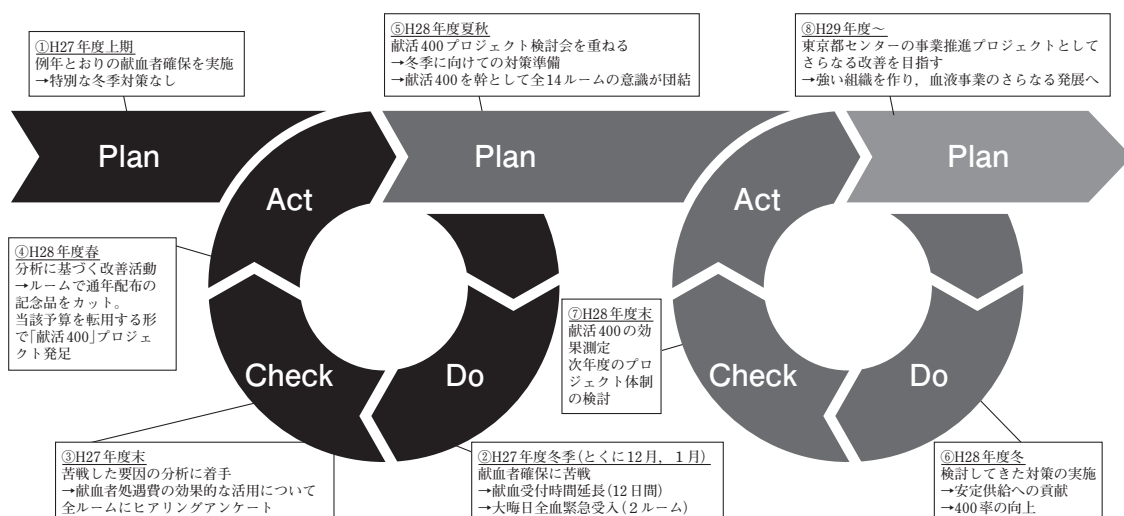 ①H27年度上期
例年とおりの献血者確保を実施
→特別な冬季対策なし
⑤H28年度夏秋
献活400プロジェクト検討会を重ねる
→冬季に向けての対策準備
→献活400を幹として全14ルームの意識が団結
⑧H29年度〜
東京都センターの事業推進プロジェクトとして
さらなる改善を目指す
→強い組織を作り，血液事業のさらなる発展へ
Plan
Plan
Plan
Act
Act
④H28年度春
分析に基づく改善活動
→ルームで通年配布の
記念品をカット。
当該予算を転用する形
で「献活400」プロジェ
クト発足
⑦H28年度末
献活400の効
果測定
次年度のプロ
ジェクト体制
の検討
Check
Do
Check
Do
③H27年度末
苦戦した要因の分析に着手
→献血者処遇費の効果的な活用について
全ルームにヒアリングアンケート
②H27年度冬季(とくに12月，1月)
献血者確保に苦戦
→献血受付時間延長(12日間)
→大晦日全血緊急受入(2ルーム)
⑥H28年度冬
検討してきた対策の実施
→安定供給への貢献
→400率の向上